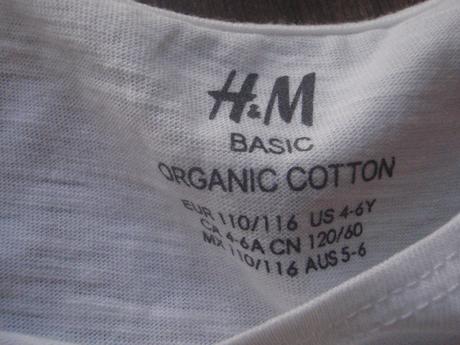 H&M
BASIC
ORGANIC COTTON
EUR 110/116 US 4-6Y
CA 4-6A CN 120/60
MX 110/116 AUS 5-6